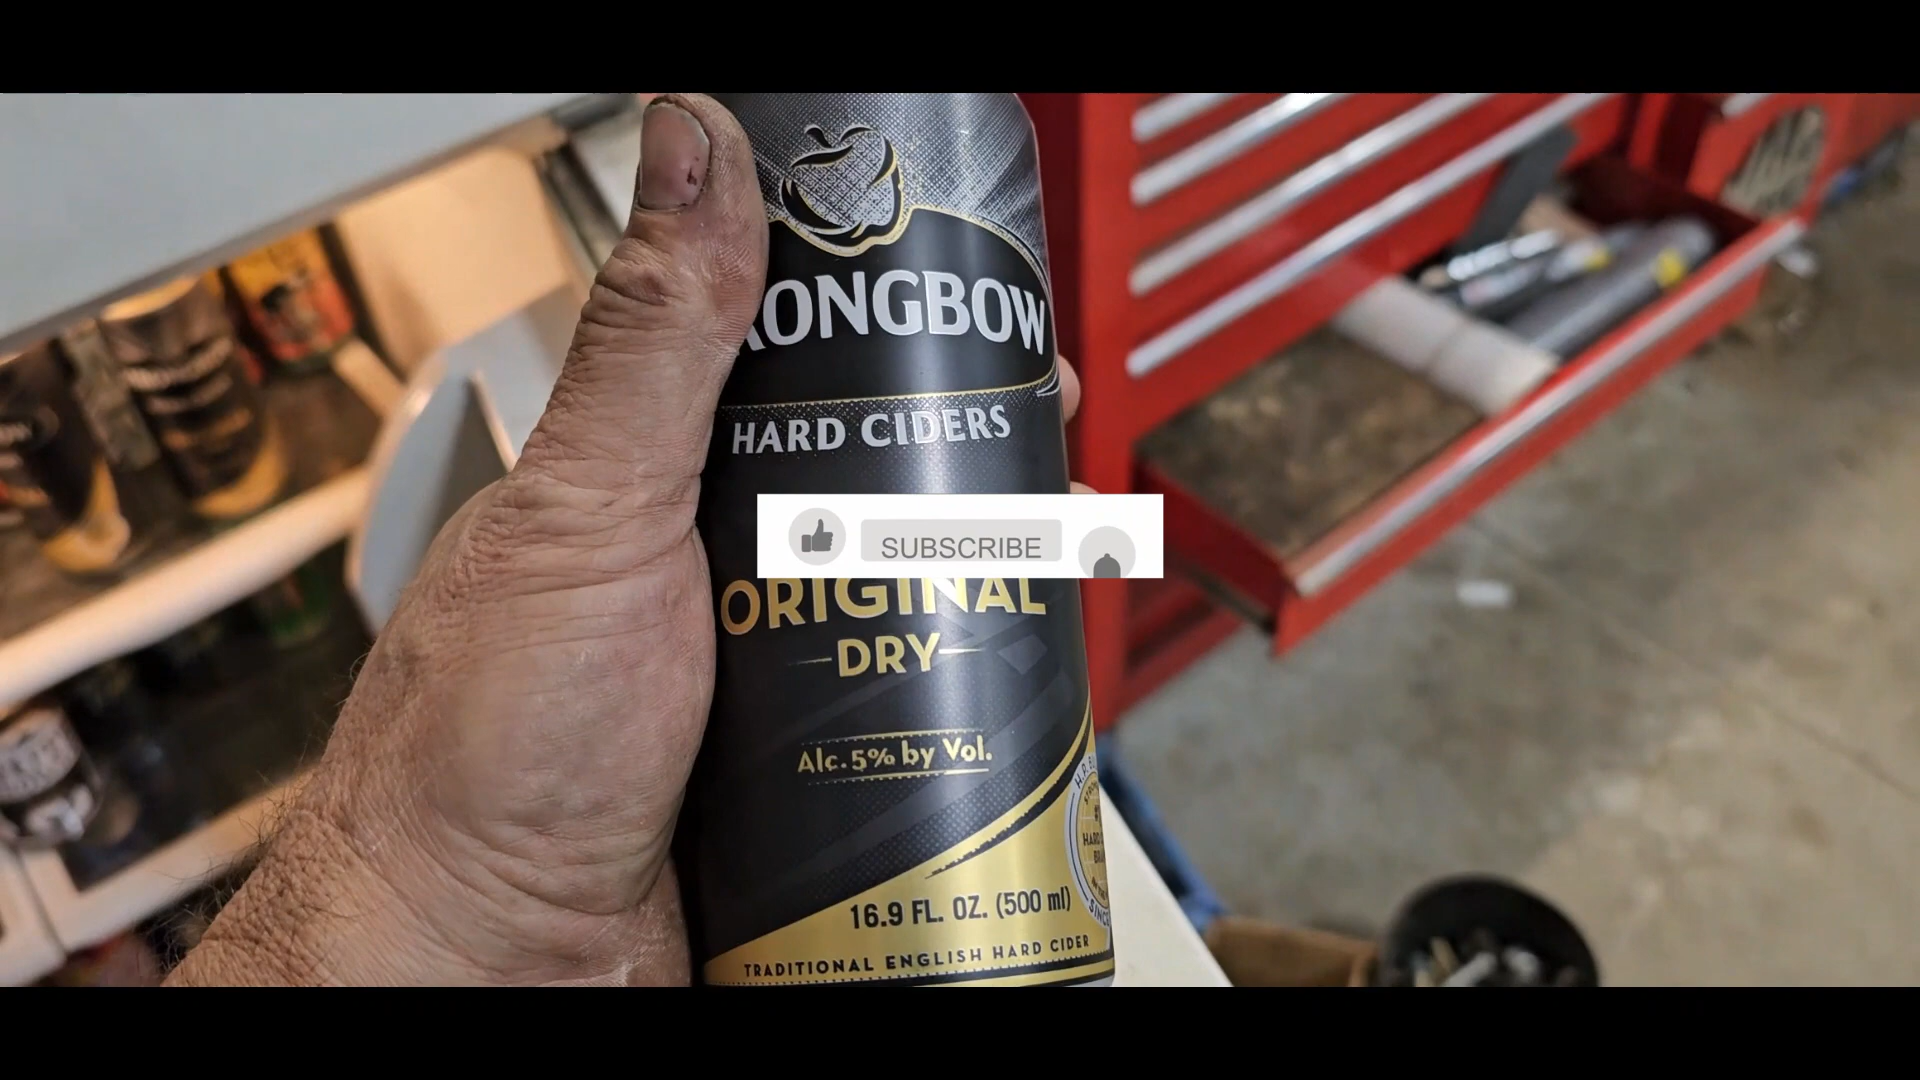 RONGBOW
HARD CIDERS
SUBSCRIBE
ORIGINAL
DRY
Alc. 5% by Vol.
16.9 FL. OZ. (500 ml)
TRADITIONAL ENGLISH HARD CIDER